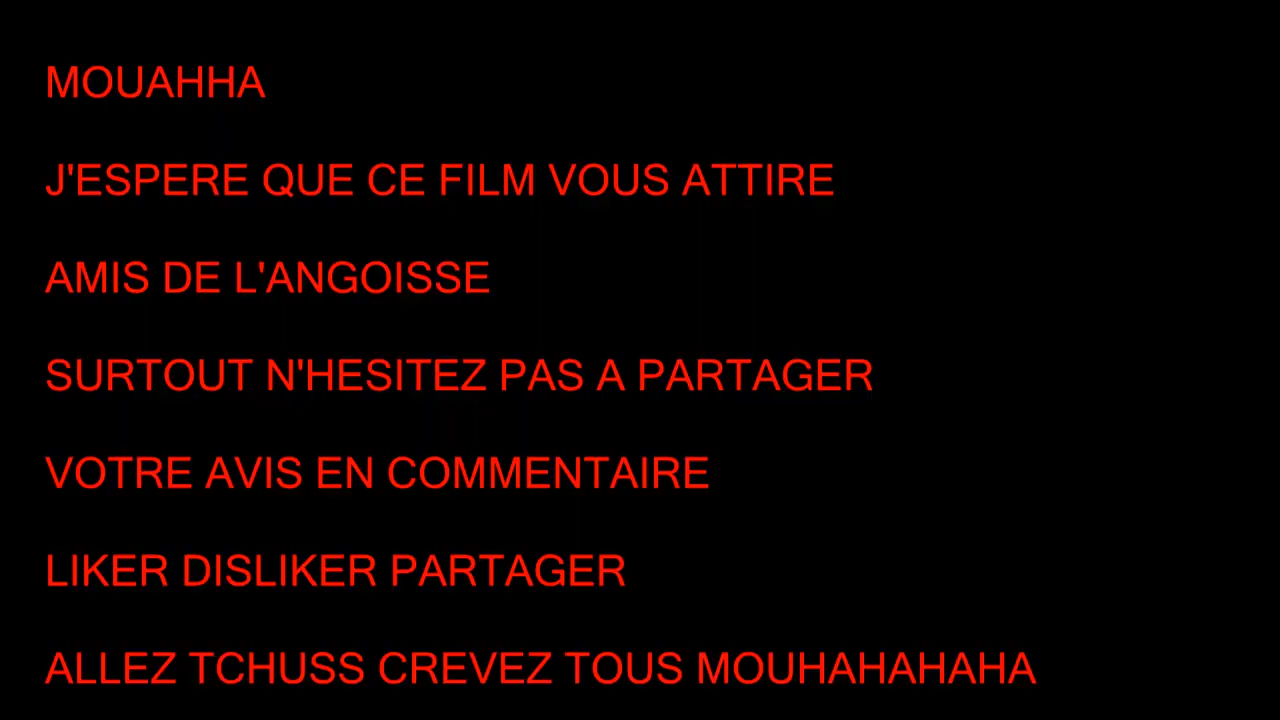 MOUAHHA
J'ESPERE QUE CE FILM VOUS ATTIRE
AMIS DE L'ANGOISSE
SURTOUT N'HESITEZ PAS A PARTAGER
VOTRE AVIS EN COMMENTAIRE
LIKER DISLIKER PARTAGER
ALLEZ TCHUSS CREVEZ TOUS MOUHAHAHAHA